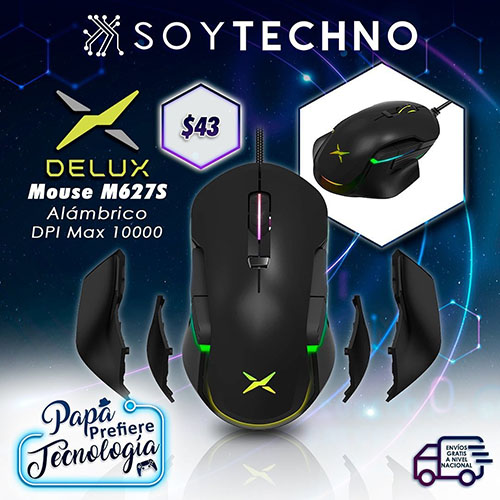 SOYTECHNO
$43
DELUX
Mouse M627S
Alámbrico
DPI Max 10000
Papá
Prefiere
Tecnología
ENVÍOS
GRATIS
A NIVEL
NACIONAL